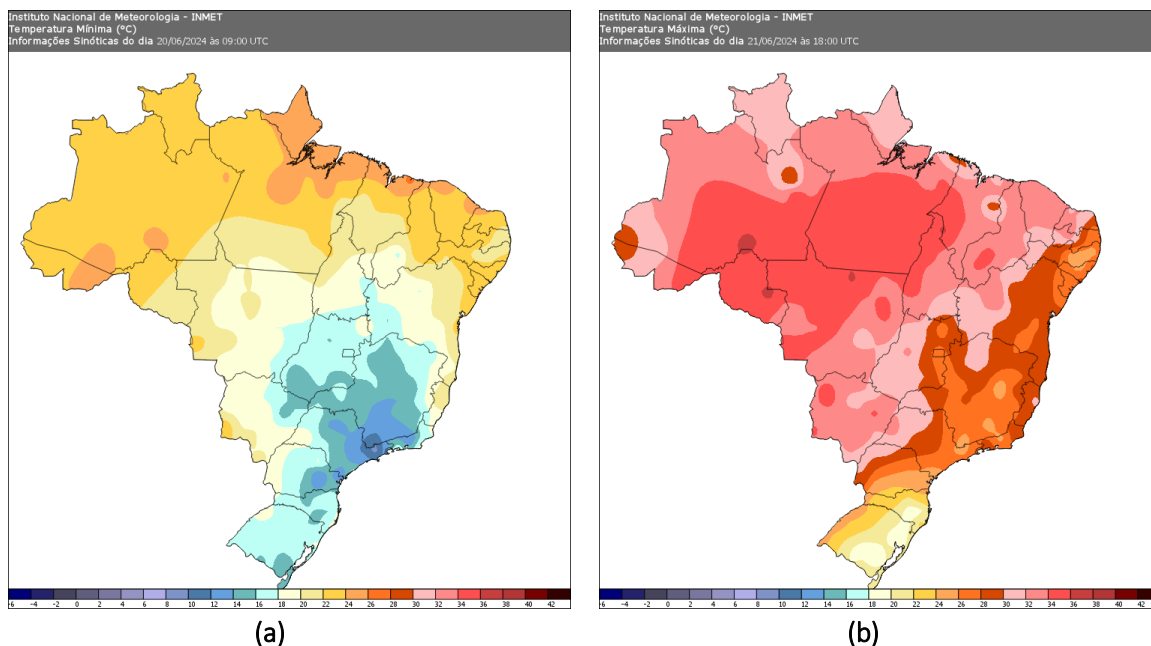 Instituto Nacional de Meteorologia - INMET
Temperatura Mínima (°C)
Informações Sinóticas do dia 20/06/2024 às 09:00 UTC
-6 -4 -2 0 2 4 6 8 10 12 14 16 18 20 22 24 26 28 30 32 34 36 38 40 42
(a)
Instituto Nacional de Meteorologia - INMET
Temperatura Máxima (°C)
Informações Sinóticas do dia 21/06/2024 às 18:00 UTC
-6 -4 -2 0 2 4 6 8 10 12 14 16 18 20 22 24 26 28 30 32 34 36 38 40 42
(b)